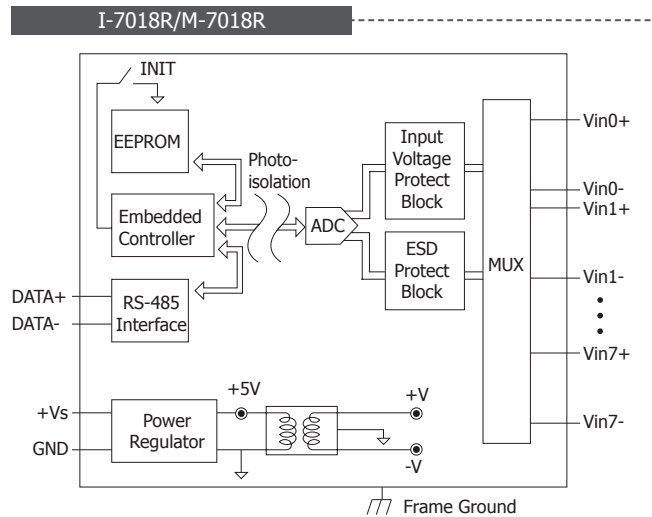 I-7018R/M-7018R
INIT
EEPROM
Photo-
isolation
Embedded
Controller
ADC
Input
Voltage
Protect
Block
ESD
Protect
Block
MUX
Vin0+
Vin0-
Vin1+
Vin1-
Vin7+
Vin7-
DATA+
DATA-
RS-485
Interface
+Vs
GND
Power
Regulator
+5V
+V
-V
Frame Ground